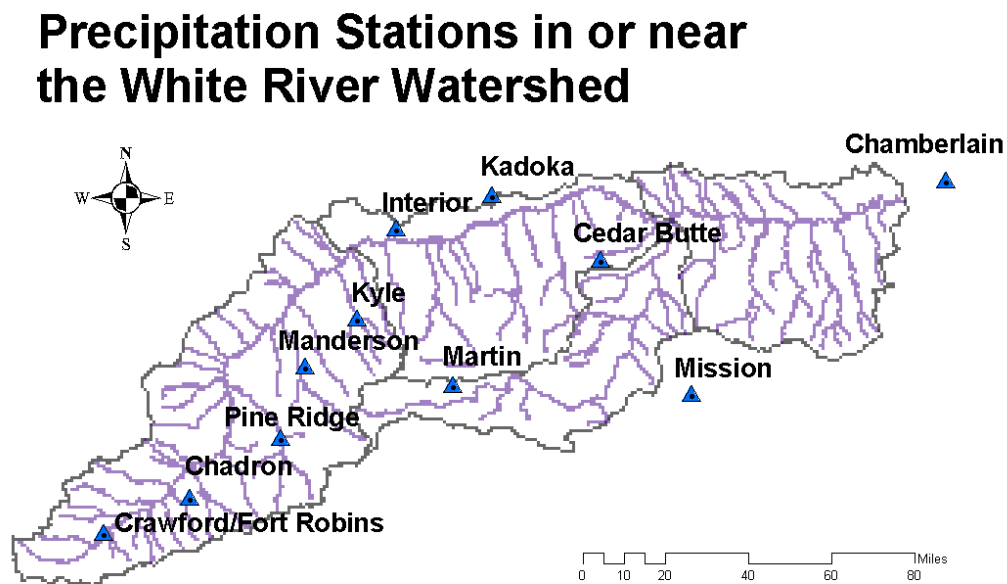 Precipitation Stations in or near
the White River Watershed
N
W E
S
Chamberlain
Kadoka
Interior
Cedar Butte
Kyle
Manderson
Martin
Mission
Pine Ridge
Chadron
Crawford/Fort Robins
Miles
0 10 20 40 60 80